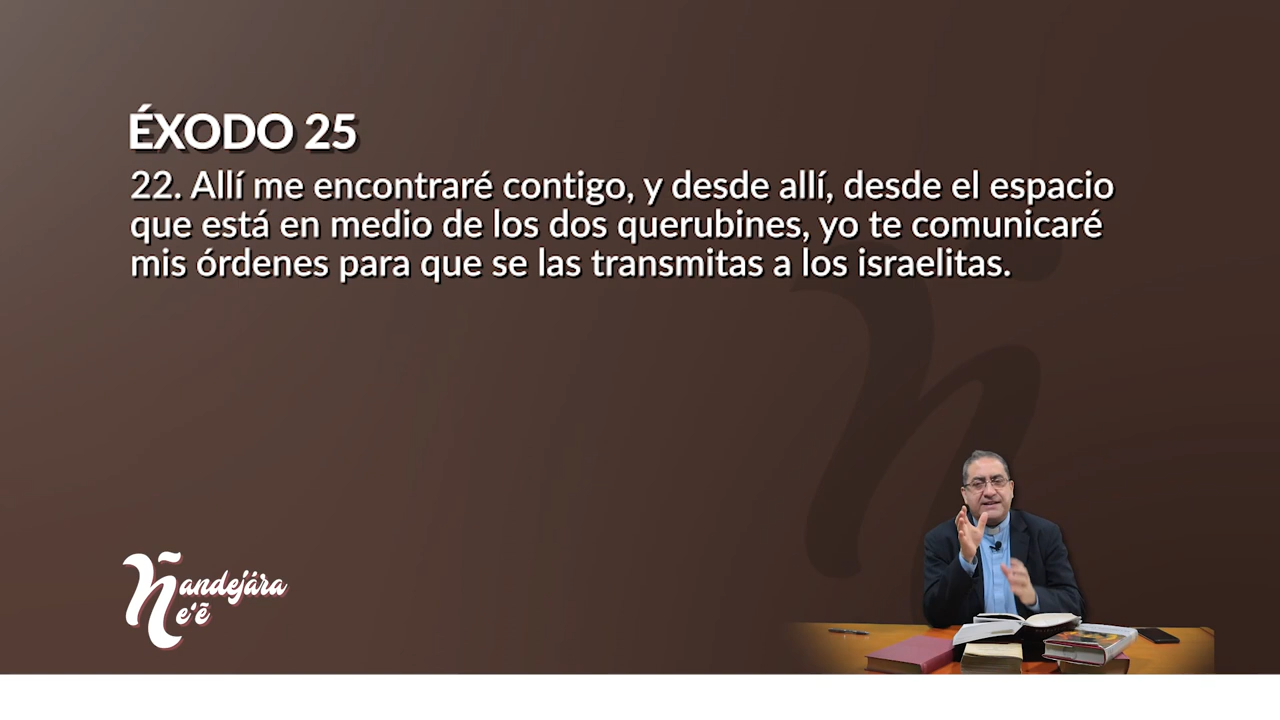 ÉXODO 25
22. Allí me encontraré contigo, y desde allí, desde el espacio
que está en medio de los dos querubines, yo te comunicaré
mis órdenes para que se las transmitas a los israelitas.
Ñandejára
Ñe'ẽ